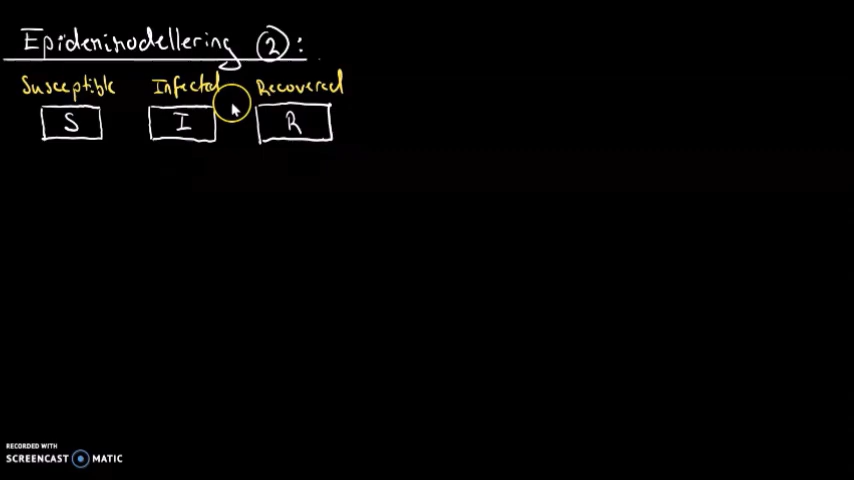 Epidemimodellering ②:
Susceptible Infected Recovered
S I R
RECORDED WITH
SCREENCAST MATIC